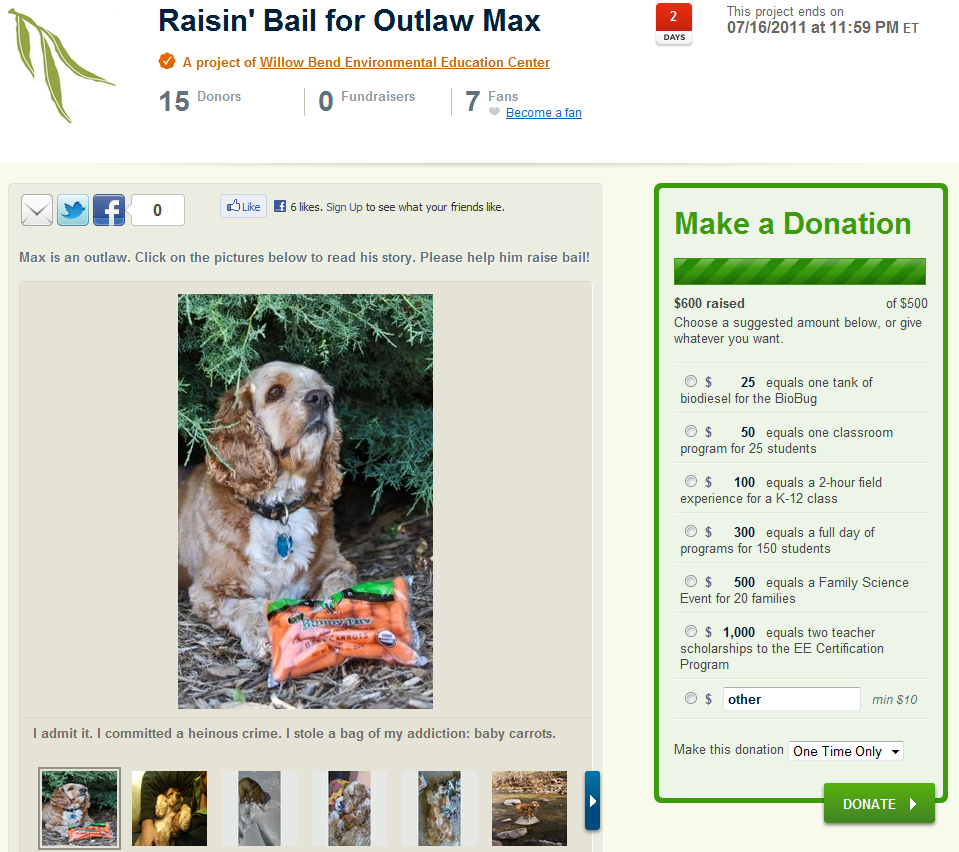 Raisin' Bail for Outlaw Max
A project of Willow Bend Environmental Education Center
15 Donors
0 Fundraisers
7 Fans
Become a fan
2
DAYS
This project ends on
07/16/2011 at 11:59 PM ET
0
Like
6 likes. Sign Up to see what your friends like.
Max is an outlaw. Click on the pictures below to read his story. Please help him raise bail!
BABY CARROTS
I admit it. I committed a heinous crime. I stole a bag of my addiction: baby carrots.
Make a Donation
$600 raised of $500
Choose a suggested amount below, or give
whatever you want.
$ 25 equals one tank of
biodiesel for the BioBug
$ 50 equals one classroom
program for 25 students
$ 100 equals a 2-hour field
experience for a K-12 class
$ 300 equals a full day of
programs for 150 students
$ 500 equals a Family Science
Event for 20 families
$ 1,000 equals two teacher
scholarships to the EE Certification
Program
$ other min $10
Make this donation One Time Only
DONATE